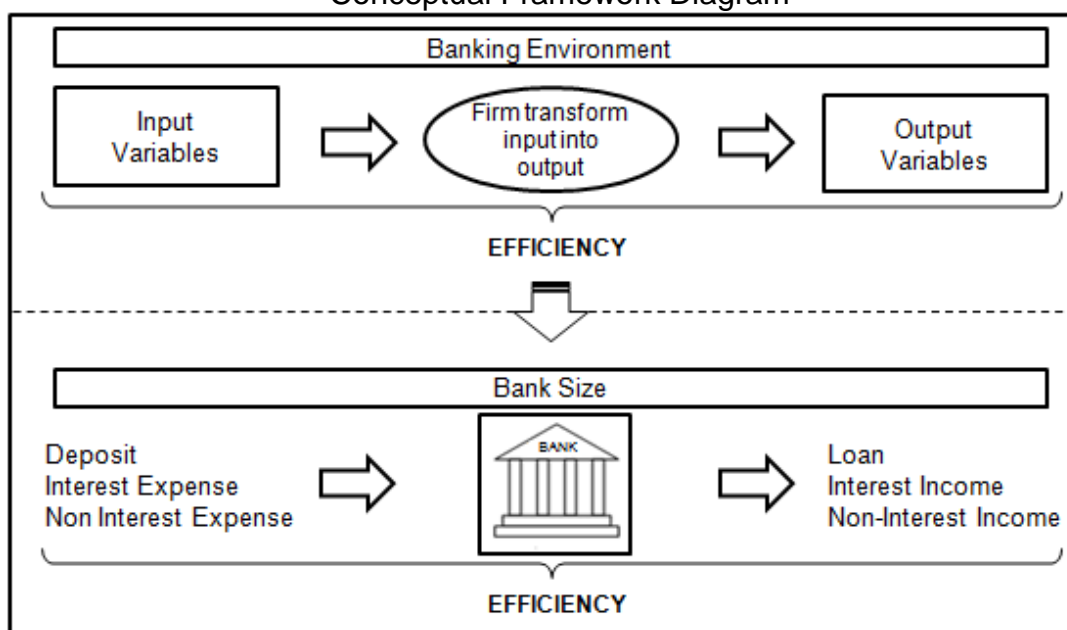 Conceptual Framework Diagram
Banking Environment
Input
Variables
Firm transform
input into
output
Output
Variables
EFFICIENCY
Bank Size
Deposit
Interest Expense
Non Interest Expense
BANK
Loan
Interest Income
Non-Interest Income
EFFICIENCY